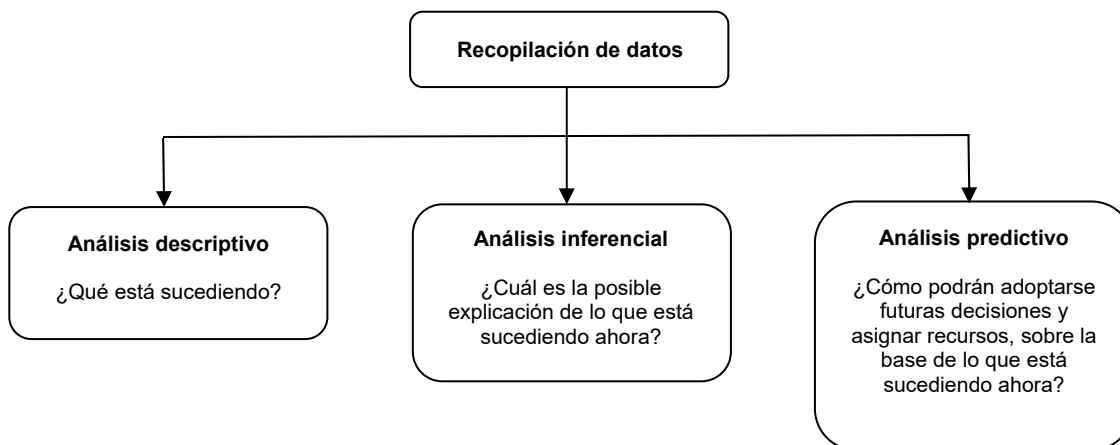 Recopilación de datos
Análisis descriptivo
¿Qué está sucediendo?
Análisis inferencial
¿Cuál es la posible
explicación de lo que está
sucediendo ahora?
Análisis predictivo
¿Cómo podrán adoptarse
futuras decisiones y
asignar recursos, sobre la
base de lo que está
sucediendo ahora?